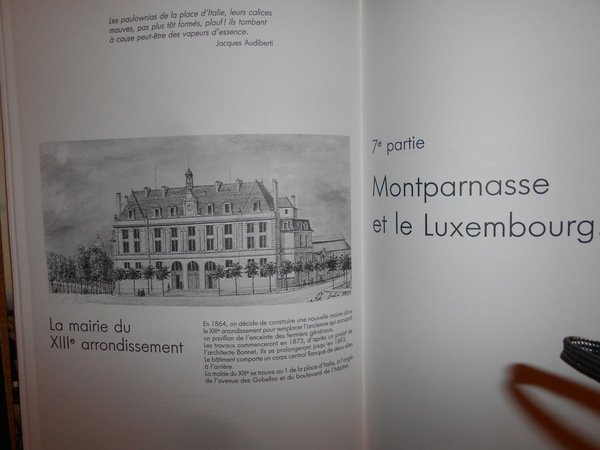 Les paulownias de la place d'Italie, leurs calices
mauves, pas plus tôt formés, plouf! ils tombent
à cause peut-être des vapeurs d'essence.
Jacques Audiberti
La mairie du
XIIIe arrondissement
En 1864, on décide de construire une nouvelle mairie dans
le XIIIe arrondissement pour remplacer l'ancienne qui occupait
un pavillon de l'enceinte des fermiers généraux.
Les travaux commenceront en 1873, d'après un projet de
l'architecte Bonnet. Ils se prolongeront jusqu'en 1893.
Le bâtiment comporte un corps central flanqué de deux ailes
à l'arrière.
La mairie du XIIIe se trouve au 1 de la place d'Italie, à l'angle
de l'avenue des Gobelins et du boulevard de l'hôpital.
7e partie
Montparnasse
et le Luxembourg.